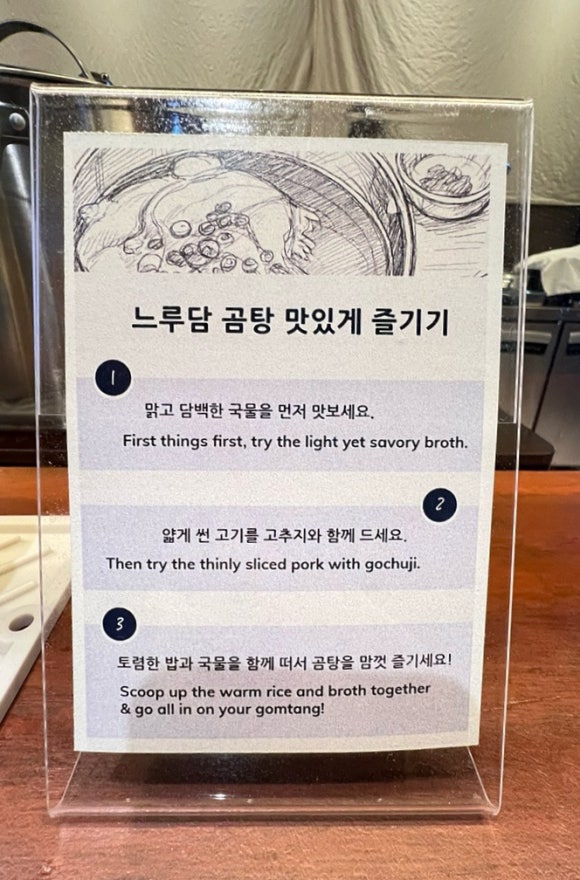 느루담 곰탕 맛있게 즐기기
1
맑고 담백한 국물을 먼저 맛보세요.
First things first, try the light yet savory broth.
2
얇게 썬 고기를 고추지와 함께 드세요.
Then try the thinly sliced pork with gochuji.
3
토렴한 밥과 국물을 함께 떠서 곰탕을 맘껏 즐기세요!
Scoop up the warm rice and broth together
& go all in on your gomtang!